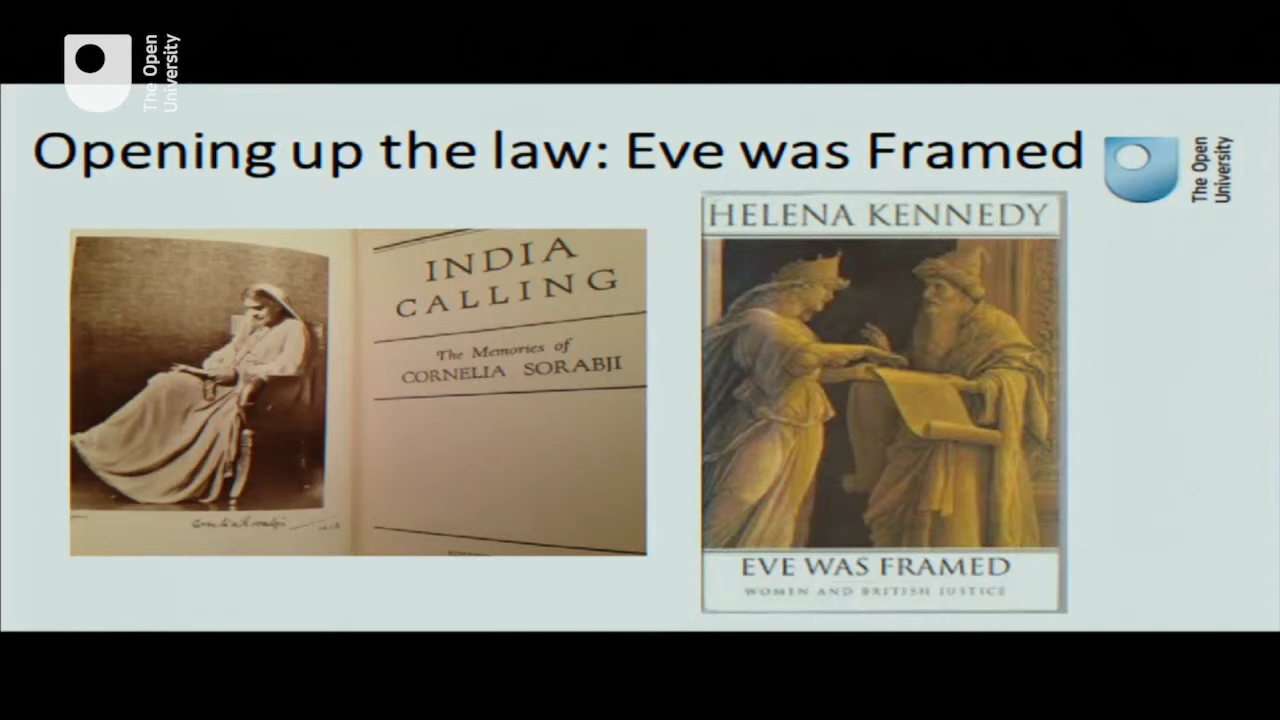 The Open
University
Opening up the law: Eve was Framed
The Open
University
INDIA
CALLING
The Memories of
CORNELIA SORABJI
HELENA KENNEDY
EVE WAS FRAMED
WOMEN AND BRITISH JUSTICE